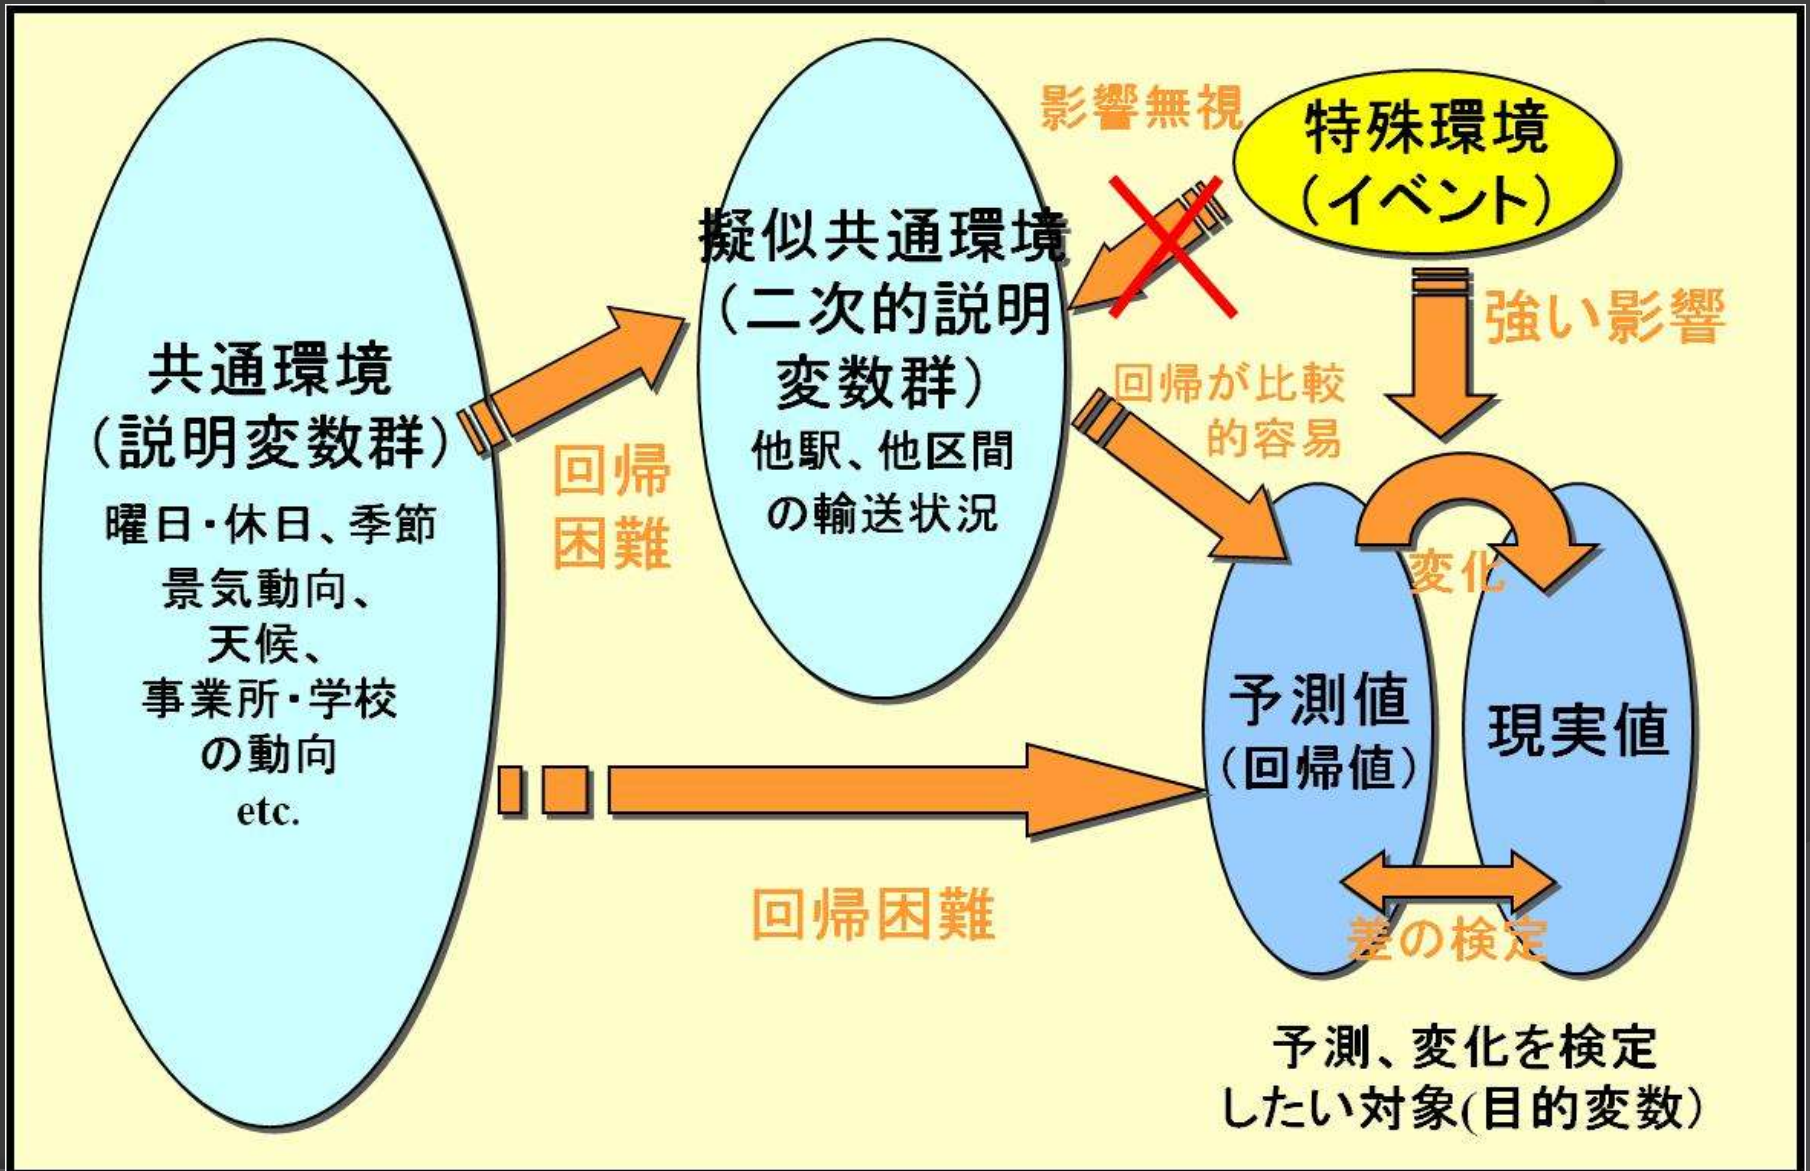 共通環境
（説明変数群）
曜日・休日、季節
景気動向、
天候、
事業所・学校
の動向
etc.
回帰
困難
擬似共通環境
（二次的説明
変数群）
他駅、他区間
の輸送状況
影響無視
特殊環境
（イベント）
強い影響
回帰が比較
的容易
変化
予測値
（回帰値）
現実値
回帰困難
差の検定
予測、変化を検定
したい対象(目的変数）